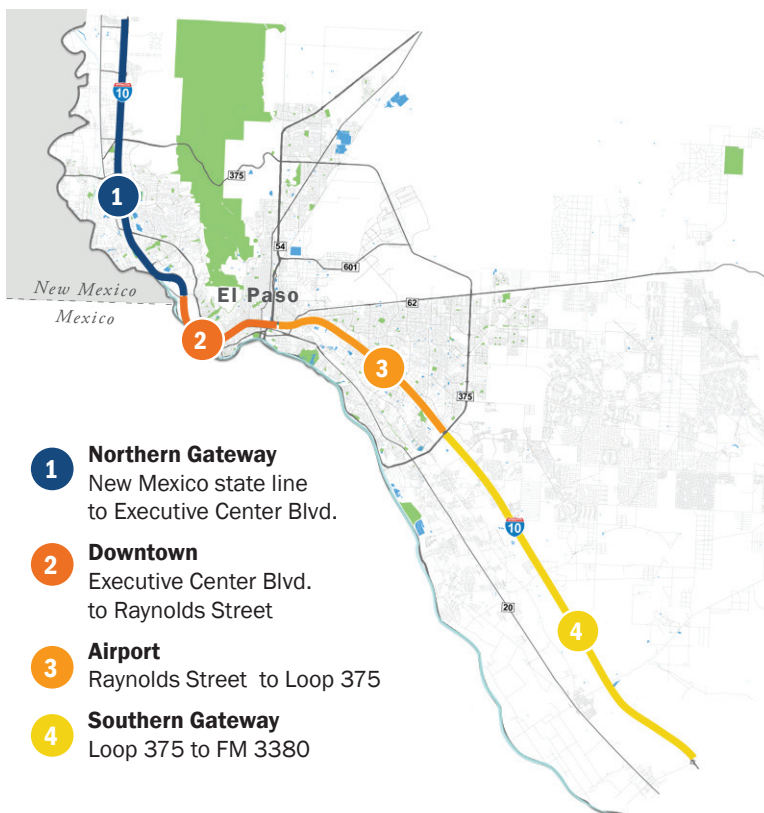 10
375
1
54
601
New Mexico
El Paso
62
Mexico
2
3
375
1
Northern Gateway
New Mexico state line
to Executive Center Blvd.
10
2
Downtown
Executive Center Blvd.
to Raynolds Street
20
4
3
Airport
Raynolds Street to Loop 375
4
Southern Gateway
Loop 375 to FM 3380